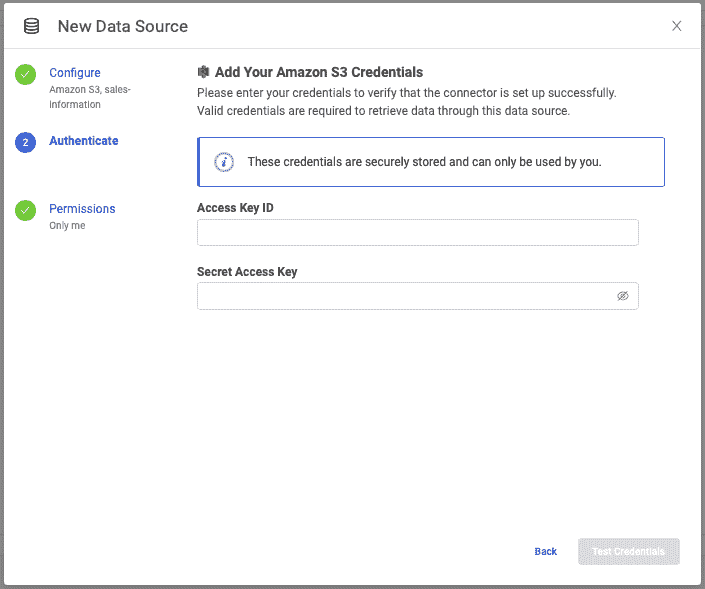 New Data Source
Configure
Amazon S3, sales-
information
2
Authenticate
Permissions
Only me
Add Your Amazon S3 Credentials
Please enter your credentials to verify that the connector is set up successfully.
Valid credentials are required to retrieve data through this data source.
i
These credentials are securely stored and can only be used by you.
Access Key ID
Secret Access Key
Back
Test Credentials